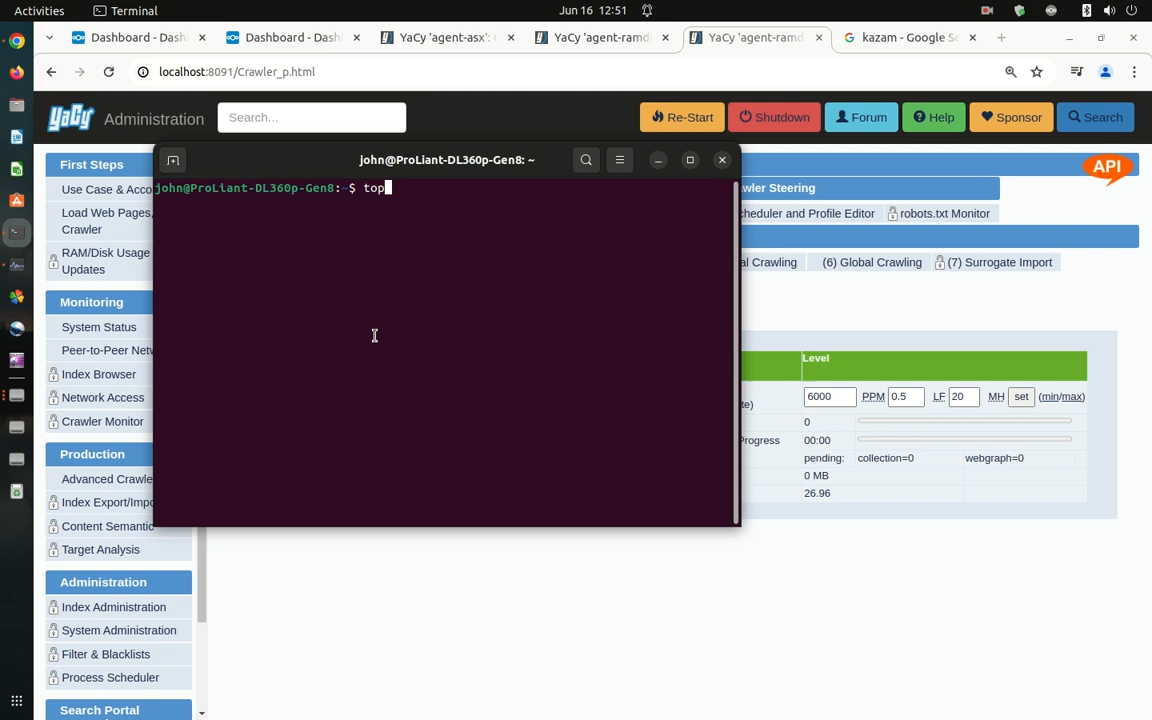 Activities
Terminal
Jun 16 12:51
Dashboard - Dash
Dashboard - Dash
YaCy 'agent-asx':
YaCy 'agent-ramd
YaCy 'agent-ramd
kazam - Google Se
localhost:8091/Crawler_p.html
YaCy
Administration
Search...
Re-Start
Shutdown
Forum
Help
Sponsor
Search
john@ProLiant-DL360p-Gen8: ~
john@ProLiant-DL360p-Gen8:~$ top
First Steps
Use Case & Acco
Load Web Pages,
Crawler
RAM/Disk Usage
Updates
Monitoring
System Status
Peer-to-Peer Netw
Index Browser
Network Access
Crawler Monitor
Production
Advanced Crawle
Index Export/Impo
Content Semantic
Target Analysis
Administration
Index Administration
System Administration
Filter & Blacklists
Process Scheduler
Search Portal
API
wler Steering
cheduler and Profile Editor
robots.txt Monitor
al Crawling
(6) Global Crawling
(7) Surrogate Import
Level
te)
6000 PPM 0.5 LF 20 MH set (min/max)
0
Progress
00:00
pending: collection=0 webgraph=0
0 MB
26.96